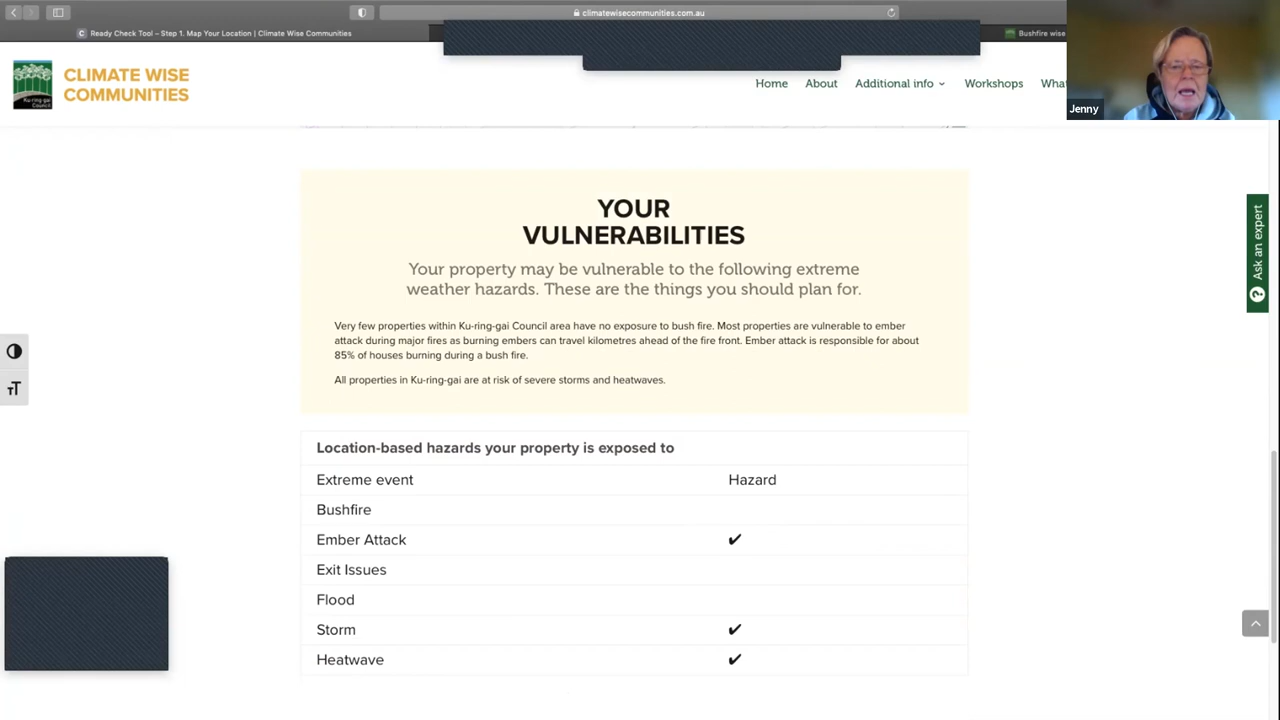 climatewisecommunities.com.au
C Ready Check Tool – Step 1. Map Your Location | Climate Wise Communities
Bushfire wise
Ku-ring-gai
Council
CLIMATE WISE
COMMUNITIES
Home About Additional info Workshops What
Jenny
YOUR
VULNERABILITIES
Your property may be vulnerable to the following extreme
weather hazards. These are the things you should plan for.
Very few properties within Ku-ring-gai Council area have no exposure to bush fire. Most properties are vulnerable to ember
attack during major fires as burning embers can travel kilometres ahead of the fire front. Ember attack is responsible for about
85% of houses burning during a bush fire.
All properties in Ku-ring-gai are at risk of severe storms and heatwaves.
Ask an expert
Location-based hazards your property is exposed to
Extreme event Hazard
Bushfire
Ember Attack ✔
Exit Issues
Flood
Storm ✔
Heatwave ✔